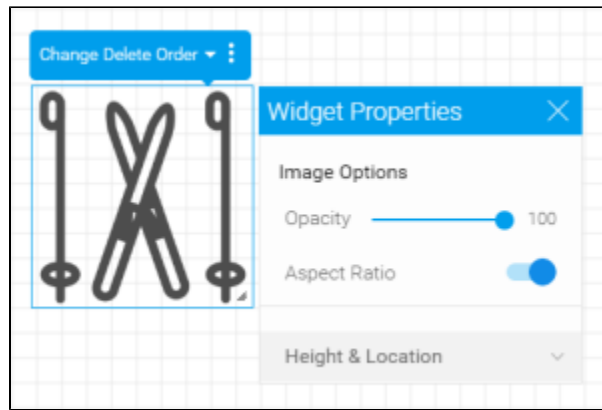 Change Delete Order
Widget Properties
Image Options
Opacity 100
Aspect Ratio
Height & Location